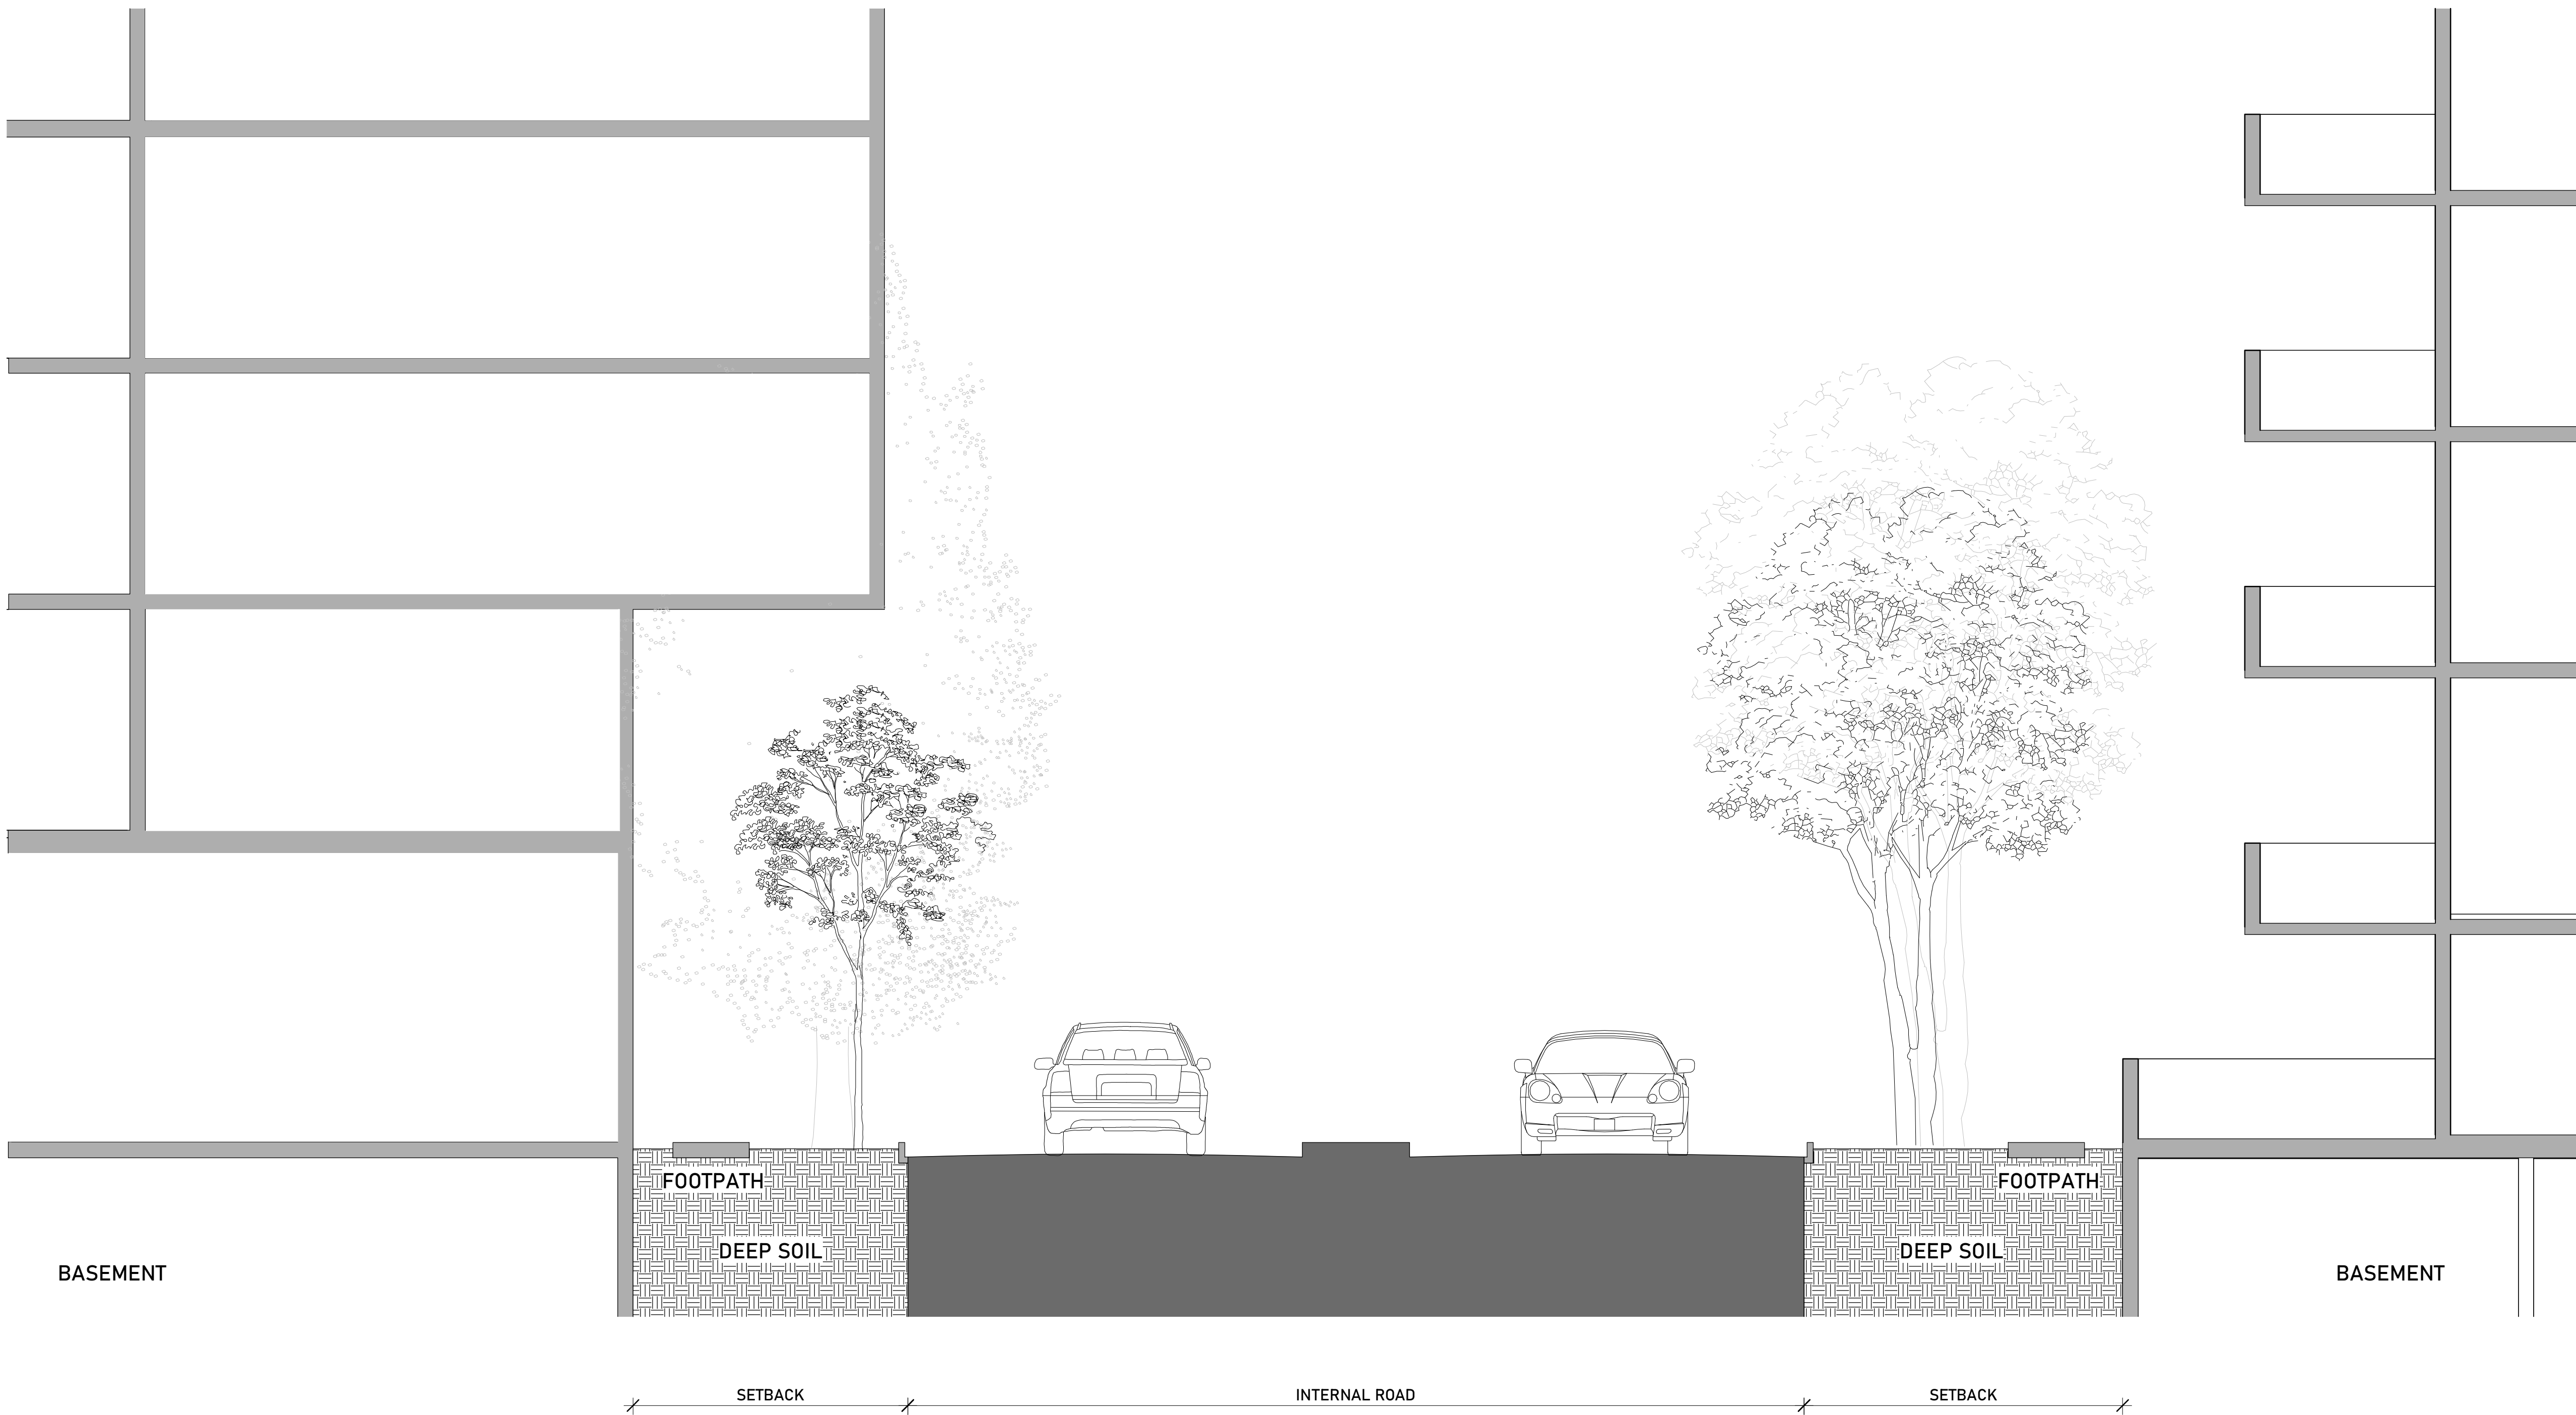 FOOTPATH
FOOTPATH
DEEP SOIL
DEEP SOIL
BASEMENT
BASEMENT
SETBACK
INTERNAL ROAD
SETBACK